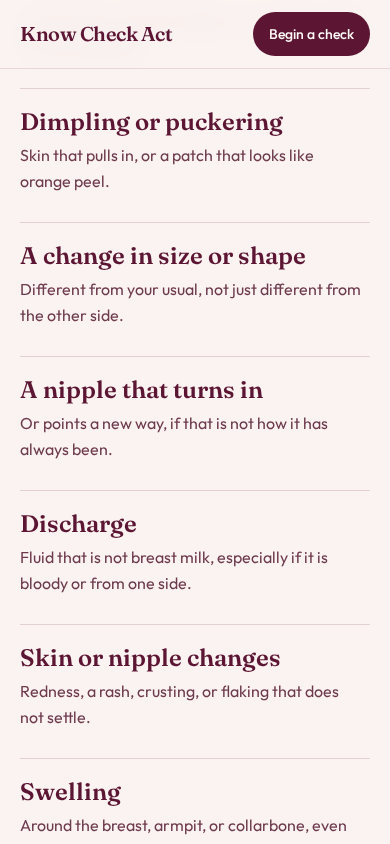 Know Check Act
Begin a check
Dimpling or puckering
Skin that pulls in, or a patch that looks like
orange peel.
A change in size or shape
Different from your usual, not just different from
the other side.
A nipple that turns in
Or points a new way, if that is not how it has
always been.
Discharge
Fluid that is not breast milk, especially if it is
bloody or from one side.
Skin or nipple changes
Redness, a rash, crusting, or flaking that does
not settle.
Swelling
Around the breast, armpit, or collarbone, even